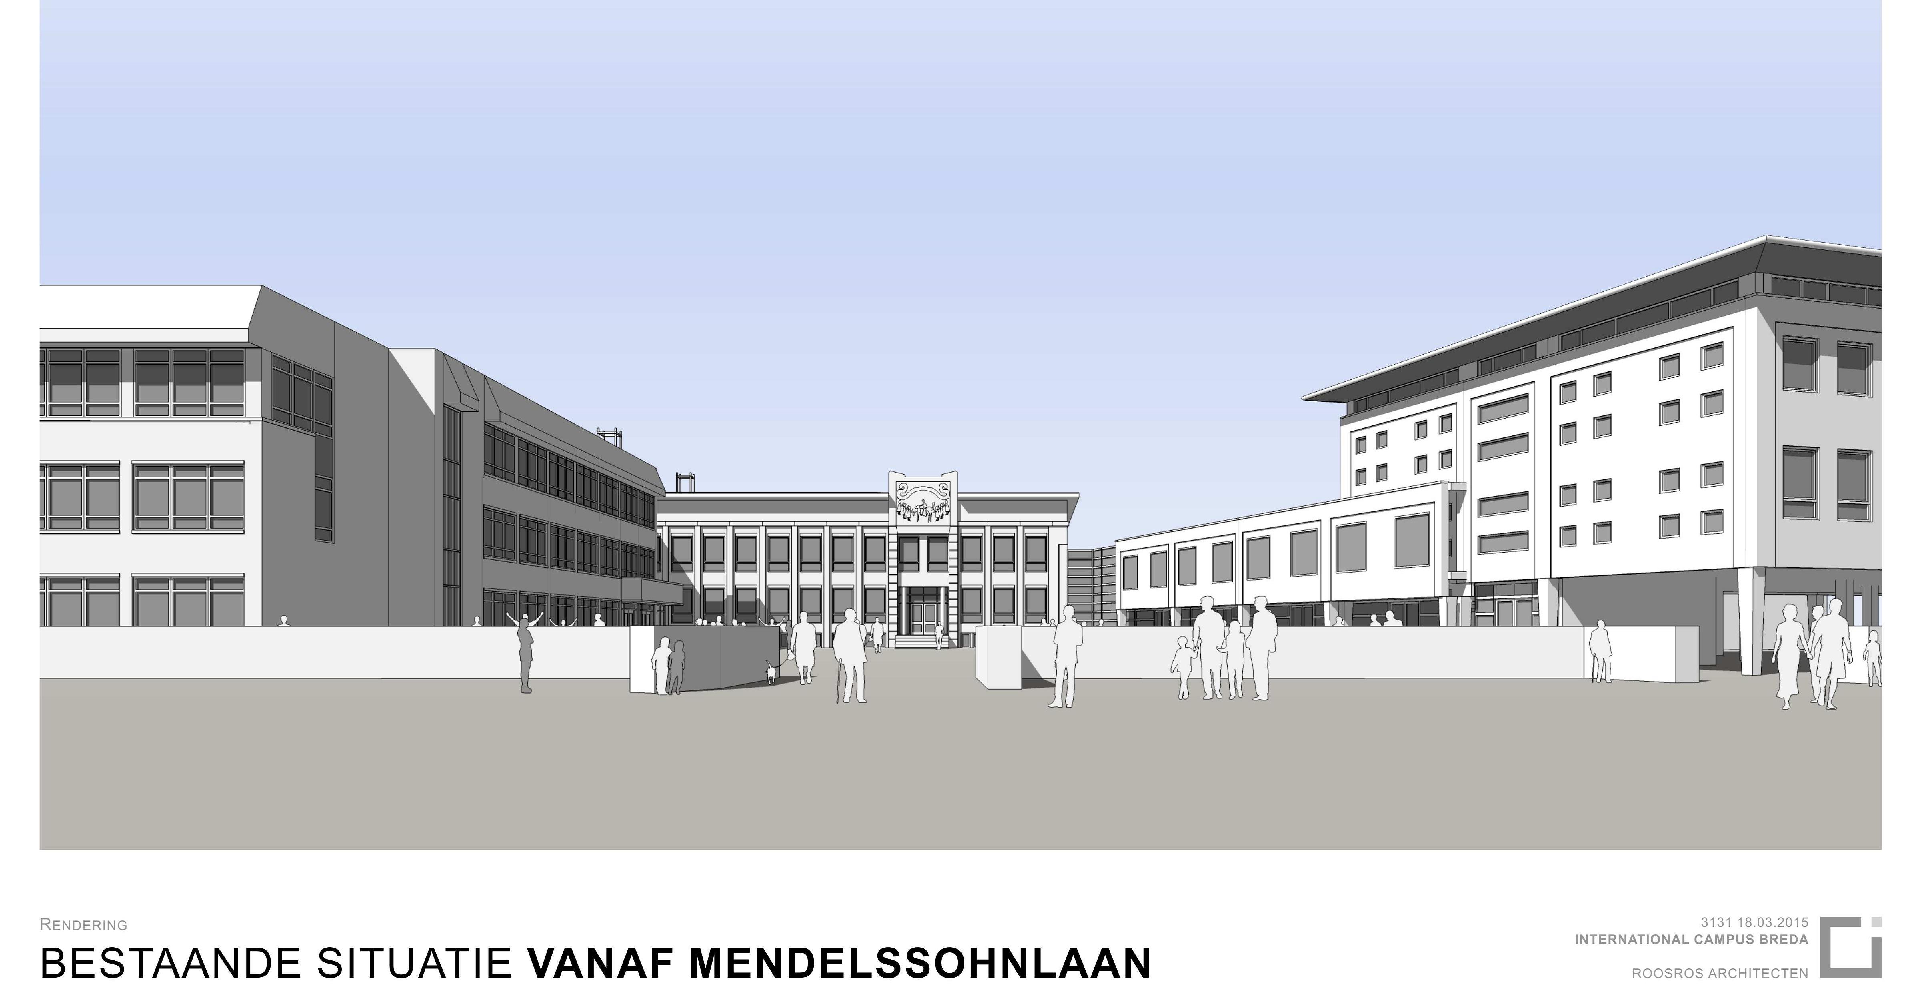 RENDERING
BESTAANDE SITUATIE VANAF MENDELSSOHNLAAN
3131 18.03.2015
INTERNATIONAL CAMPUS BREDA
ROOSROS ARCHITECTEN